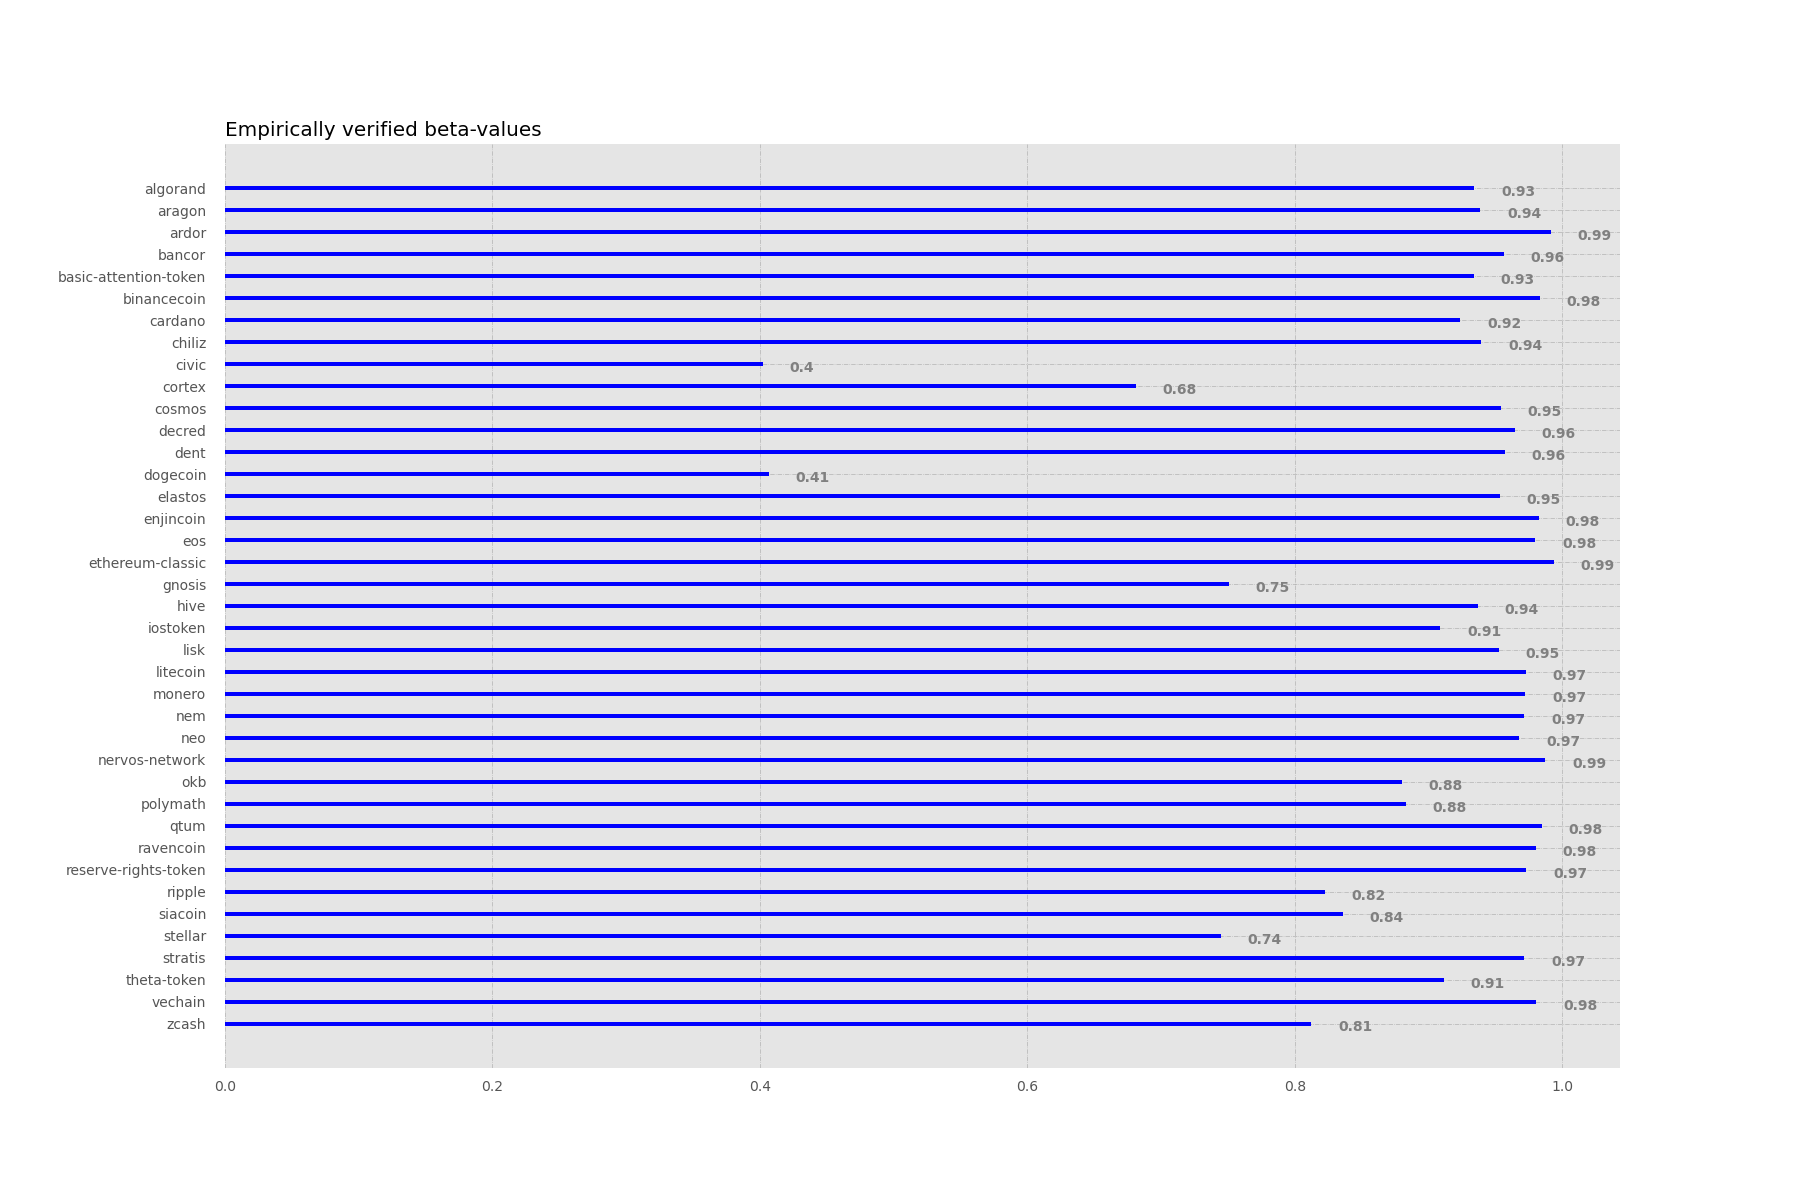 Empirically verified beta-values
algorand 0.93
aragon 0.94
ardor 0.99
bancor 0.96
basic-attention-token 0.93
binancecoin 0.98
cardano 0.92
chiliz 0.94
civic 0.4
cortex 0.68
cosmos 0.95
decred 0.96
dent 0.96
dogecoin 0.41
elastos 0.95
enjincoin 0.98
eos 0.98
ethereum-classic 0.99
gnosis 0.75
hive 0.94
iostoken 0.91
lisk 0.95
litecoin 0.97
monero 0.97
nem 0.97
neo 0.97
nervos-network 0.99
okb 0.88
polymath 0.88
qtum 0.98
ravencoin 0.98
reserve-rights-token 0.97
ripple 0.82
siacoin 0.84
stellar 0.74
stratis 0.97
theta-token 0.91
vechain 0.98
zcash 0.81
0.0 0.2 0.4 0.6 0.8 1.0